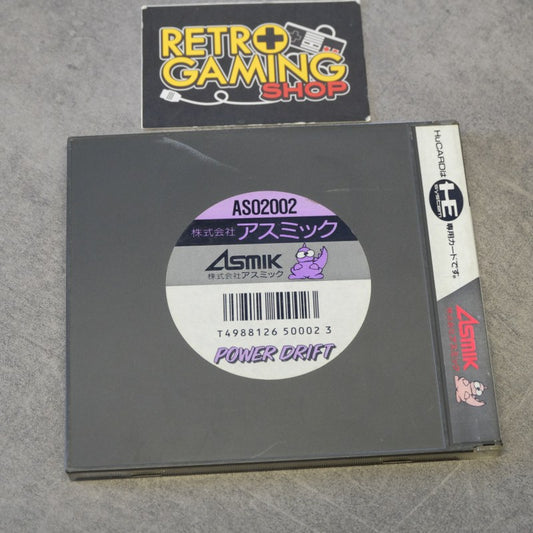 RETRO
GAMING
SHOP
AS02002
株式会社 アスミック
ASMIK
株式会社アスミック
T4988126 50002 3
POWER DRIFT
HuCARDは
PC Engine
専用カードです。
ASMIK